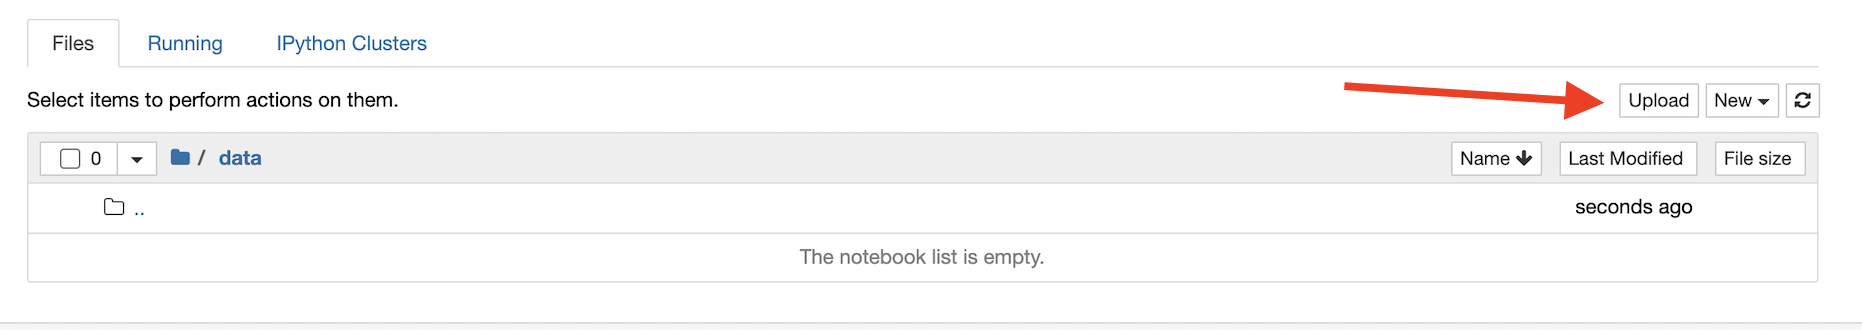 Files Running IPython Clusters
Select items to perform actions on them. Upload New
0 / data Name Last Modified File size
.. seconds ago
The notebook list is empty.